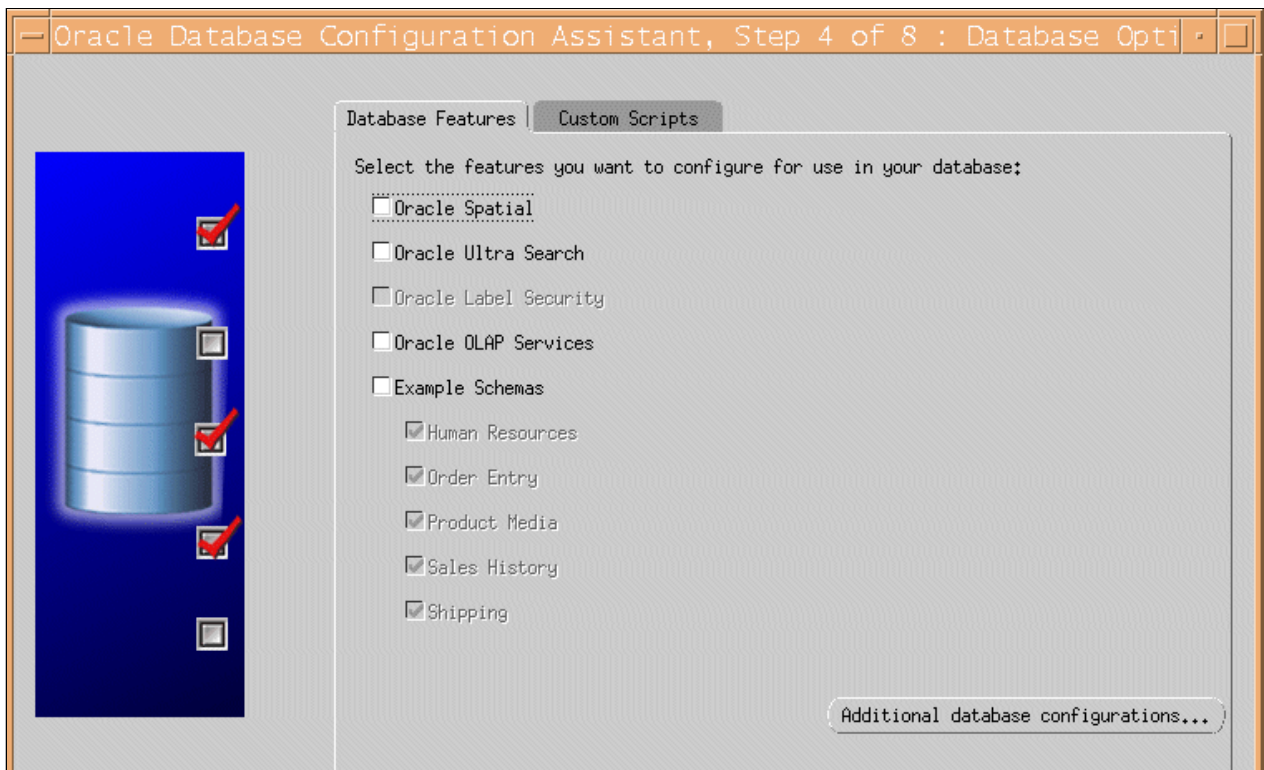 Oracle Database Configuration Assistant, Step 4 of 8 : Database Opti
Database Features
Custom Scripts
Select the features you want to configure for use in your database:
Oracle Spatial
Oracle Ultra Search
Oracle Label Security
Oracle OLAP Services
Example Schemas
Human Resources
Order Entry
Product Media
Sales History
Shipping
Additional database configurations...